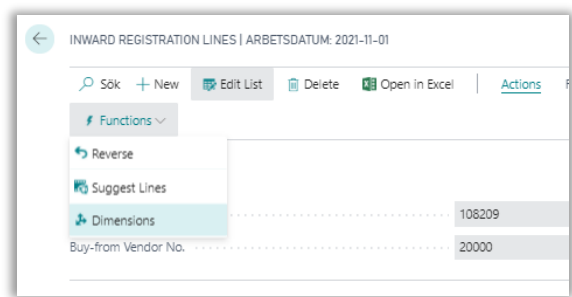 INWARD REGISTRATION LINES | ARBETSDATUM: 2021-11-01
Sök New Edit List Delete Open in Excel Actions
Functions
Reverse
Suggest Lines
Dimensions
108209
Buy-from Vendor No. 20000